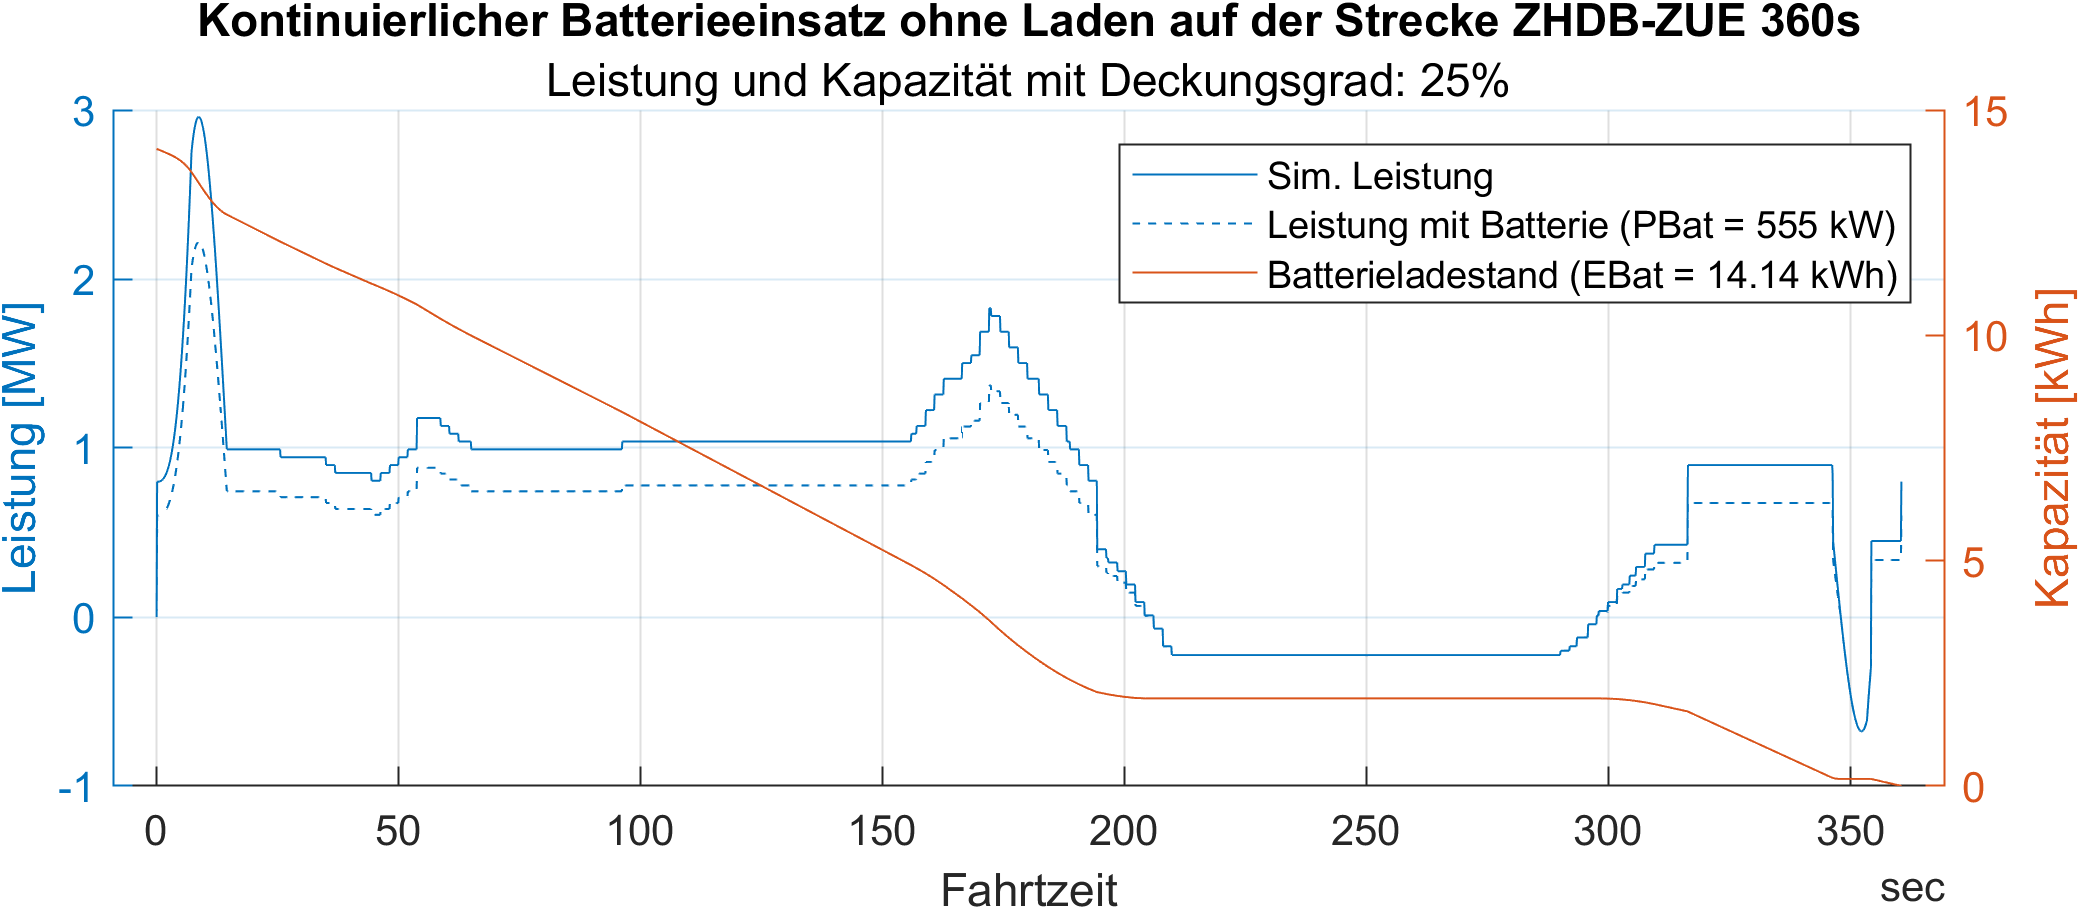 Kontinuierlicher Batterieeinsatz ohne Laden auf der Strecke ZHDB-ZUE 360s
Leistung und Kapazität mit Deckungsgrad: 25%
Leistung [MW]
3
2
1
0
-1
Sim. Leistung
Leistung mit Batterie (PBat = 555 kW)
Batterieladestand (EBat = 14.14 kWh)
15
10
5
0
Kapazität [kWh]
0 50 100 150 200 250 300 350
Fahrtzeit
sec